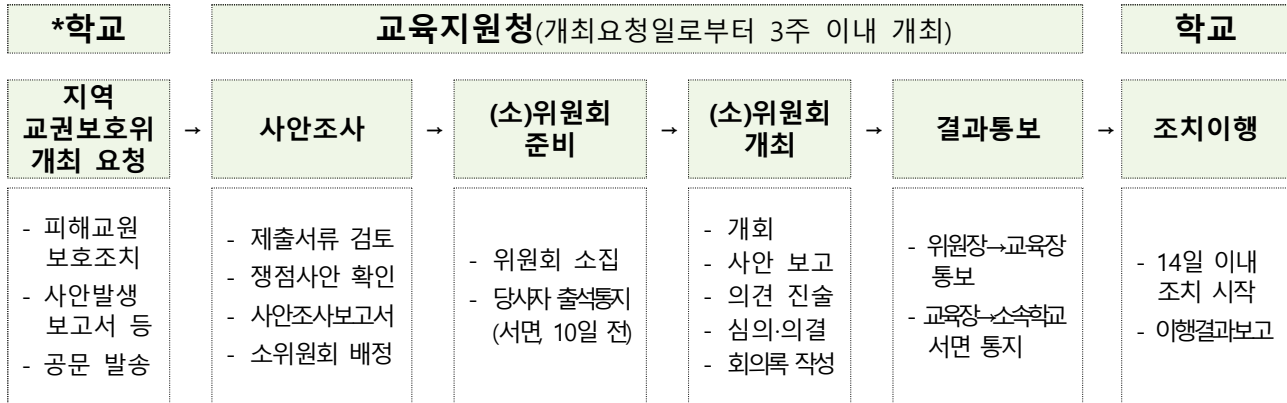 *학교
교육지원청(개최요청일로부터 3주 이내 개최)
학교
지역
교권보호위
개최 요청
→
사안조사
→
(소)위원회
준비
→
(소)위원회
개최
→
결과통보
→
조치이행
- 피해교원
보호조치
- 사안발생
보고서 등
- 공문 발송
- 제출서류 검토
- 쟁점사안 확인
- 사안조사보고서
- 소위원회 배정
- 위원회 소집
- 당사자 출석통지
(서면, 10일 전)
- 개회
- 사안 보고
- 의견 진술
- 심의·의결
- 회의록 작성
- 위원장→교육장
통보
- 교육장→소속학교
서면 통지
- 14일 이내
조치 시작
- 이행결과보고